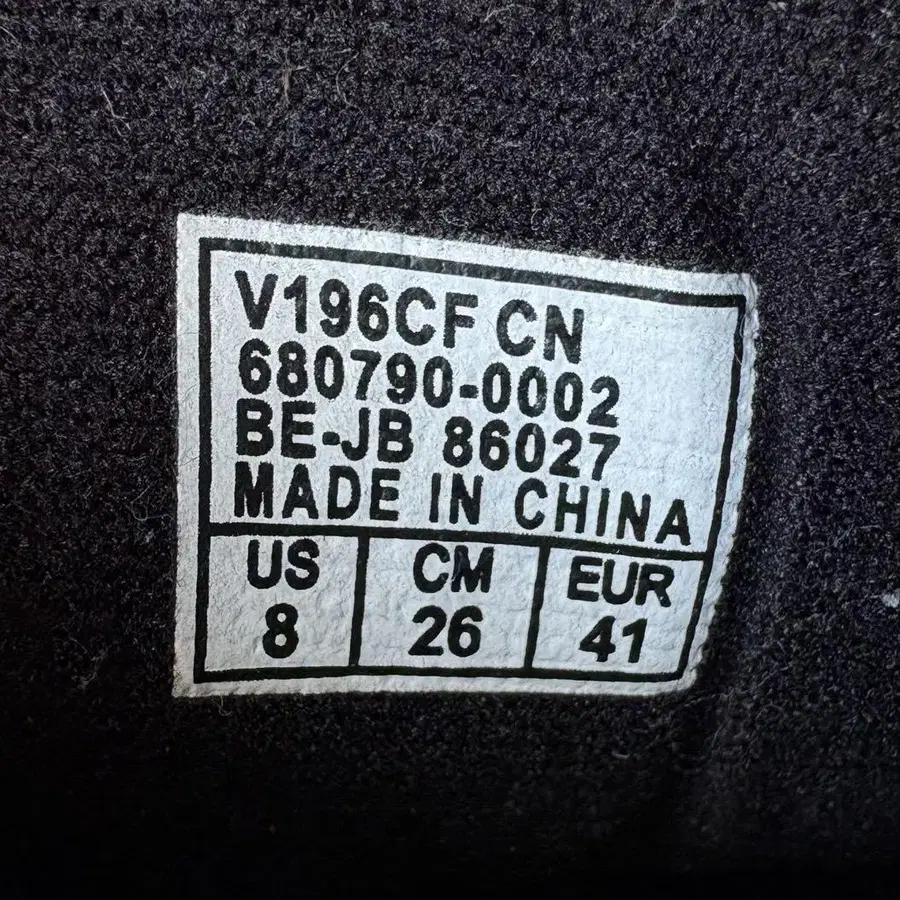 V196CF CN
680790-0002
BE-JB 86027
MADE IN CHINA
US CM EUR
8 26 41